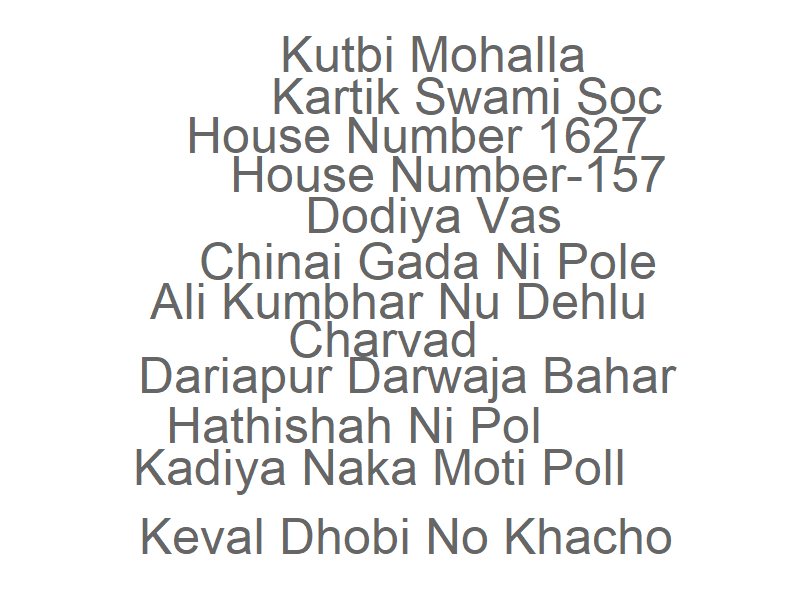 Kutbi Mohalla
Kartik Swami Soc
House Number 1627
House Number-157
Dodiya Vas
Chinai Gada Ni Pole
Ali Kumbhar Nu Dehlu
Charvad
Dariapur Darwaja Bahar
Hathishah Ni Pol
Kadiya Naka Moti Poll
Keval Dhobi No Khacho